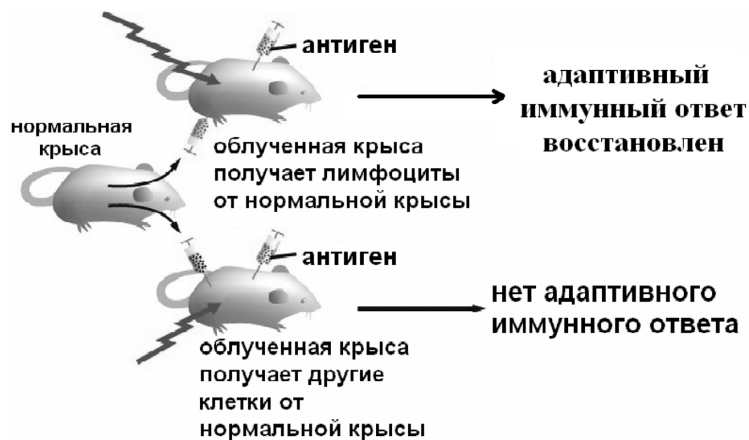 антиген
адаптивный
иммунный ответ
восстановлен
нормальная
крыса
облученная крыса
получает лимфоциты
от нормальной крысы
антиген
нет адаптивного
иммунного ответа
облученная крыса
получает другие
клетки от
нормальной крысы